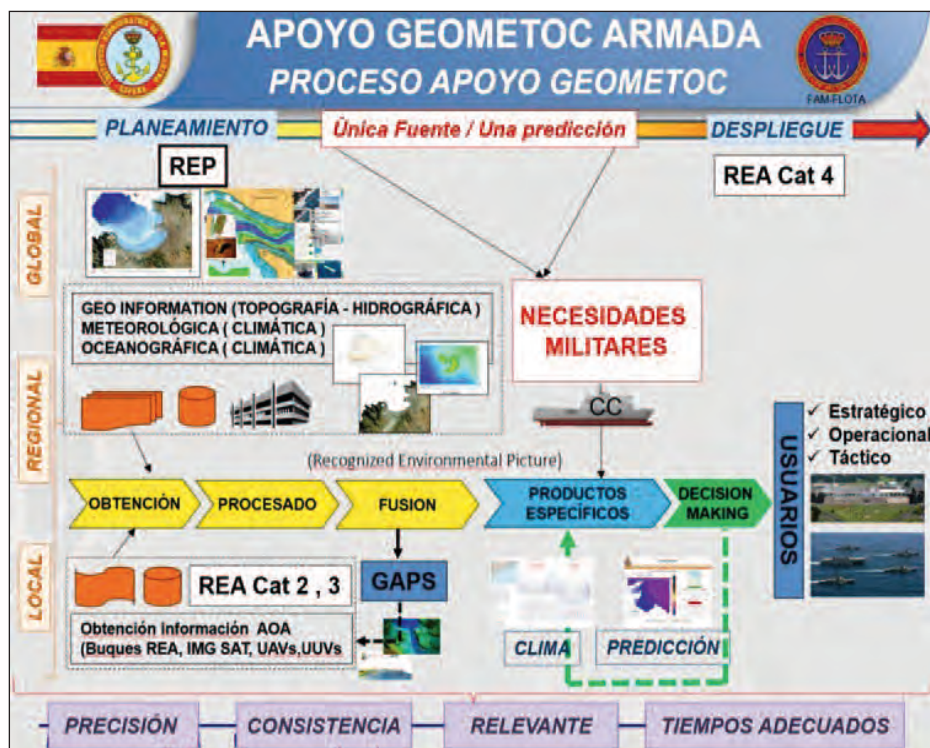 APOYO GEOMETOC ARMADA
PROCESO APOYO GEOMETOC
FAM-FLOTA
PLANEAMIENTO
Única Fuente / Una predicción
DESPLIEGUE
REP
REA Cat 4
GLOBAL
GEO INFORMATION (TOPOGRAFÍA - HIDROGRÁFICA )
METEOROLÓGICA ( CLIMÁTICA )
OCEANOGRÁFICA ( CLIMÁTICA )
NECESIDADES
MILITARES
REGIONAL
CC
(Recognized Environmental Picture)
USUARIOS
✓ Estratégico
✓ Operacional
✓ Táctico
OBTENCIÓN
PROCESADO
FUSION
PRODUCTOS
ESPECÍFICOS
DECISION
MAKING
LOCAL
REA Cat 2 , 3
GAPS
Obtención Información AOA
(Buques REA, IMG SAT, UAVs,UUVs
CLIMA
PREDICCIÓN
PRECISIÓN
CONSISTENCIA
RELEVANTE
TIEMPOS ADECUADOS